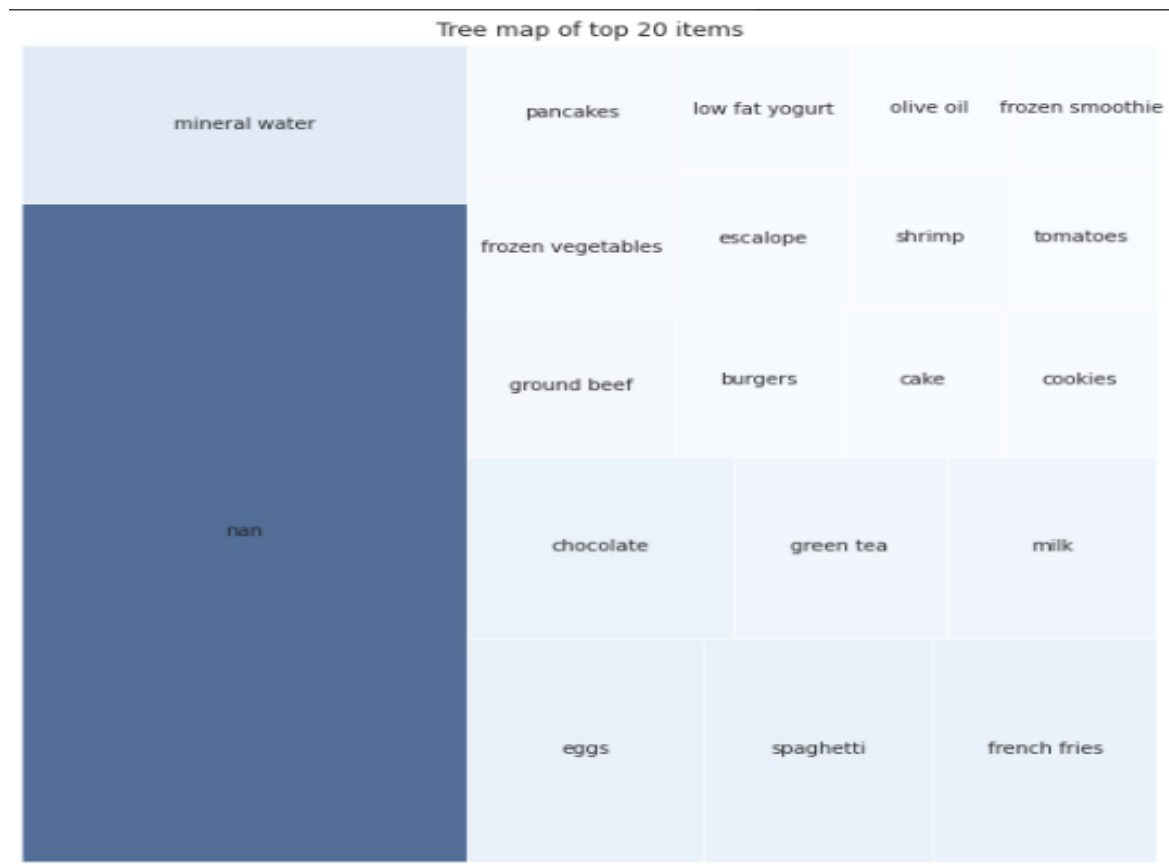 Tree map of top 20 items
mineral water
pancakes
low fat yogurt
olive oil
frozen smoothie
frozen vegetables
escalope
shrimp
tomatoes
ground beef
burgers
cake
cookies
nan
chocolate
green tea
milk
eggs
spaghetti
french fries